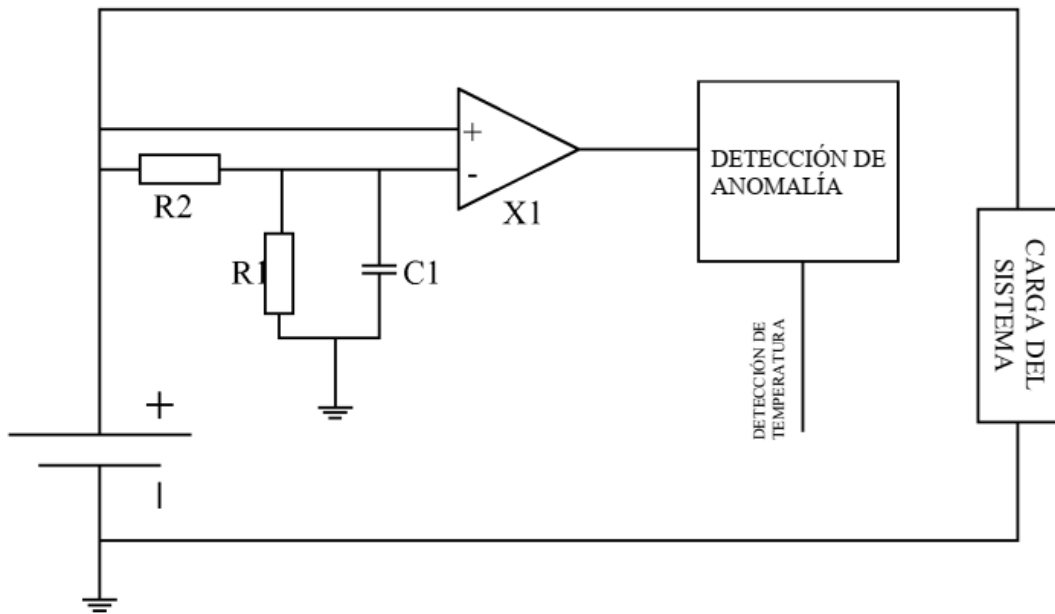 +
-
X1
R2
R1
C1
DETECCIÓN DE
ANOMALÍA
DETECCIÓN DE
TEMPERATURA
CARGA DEL
SISTEMA
+
-